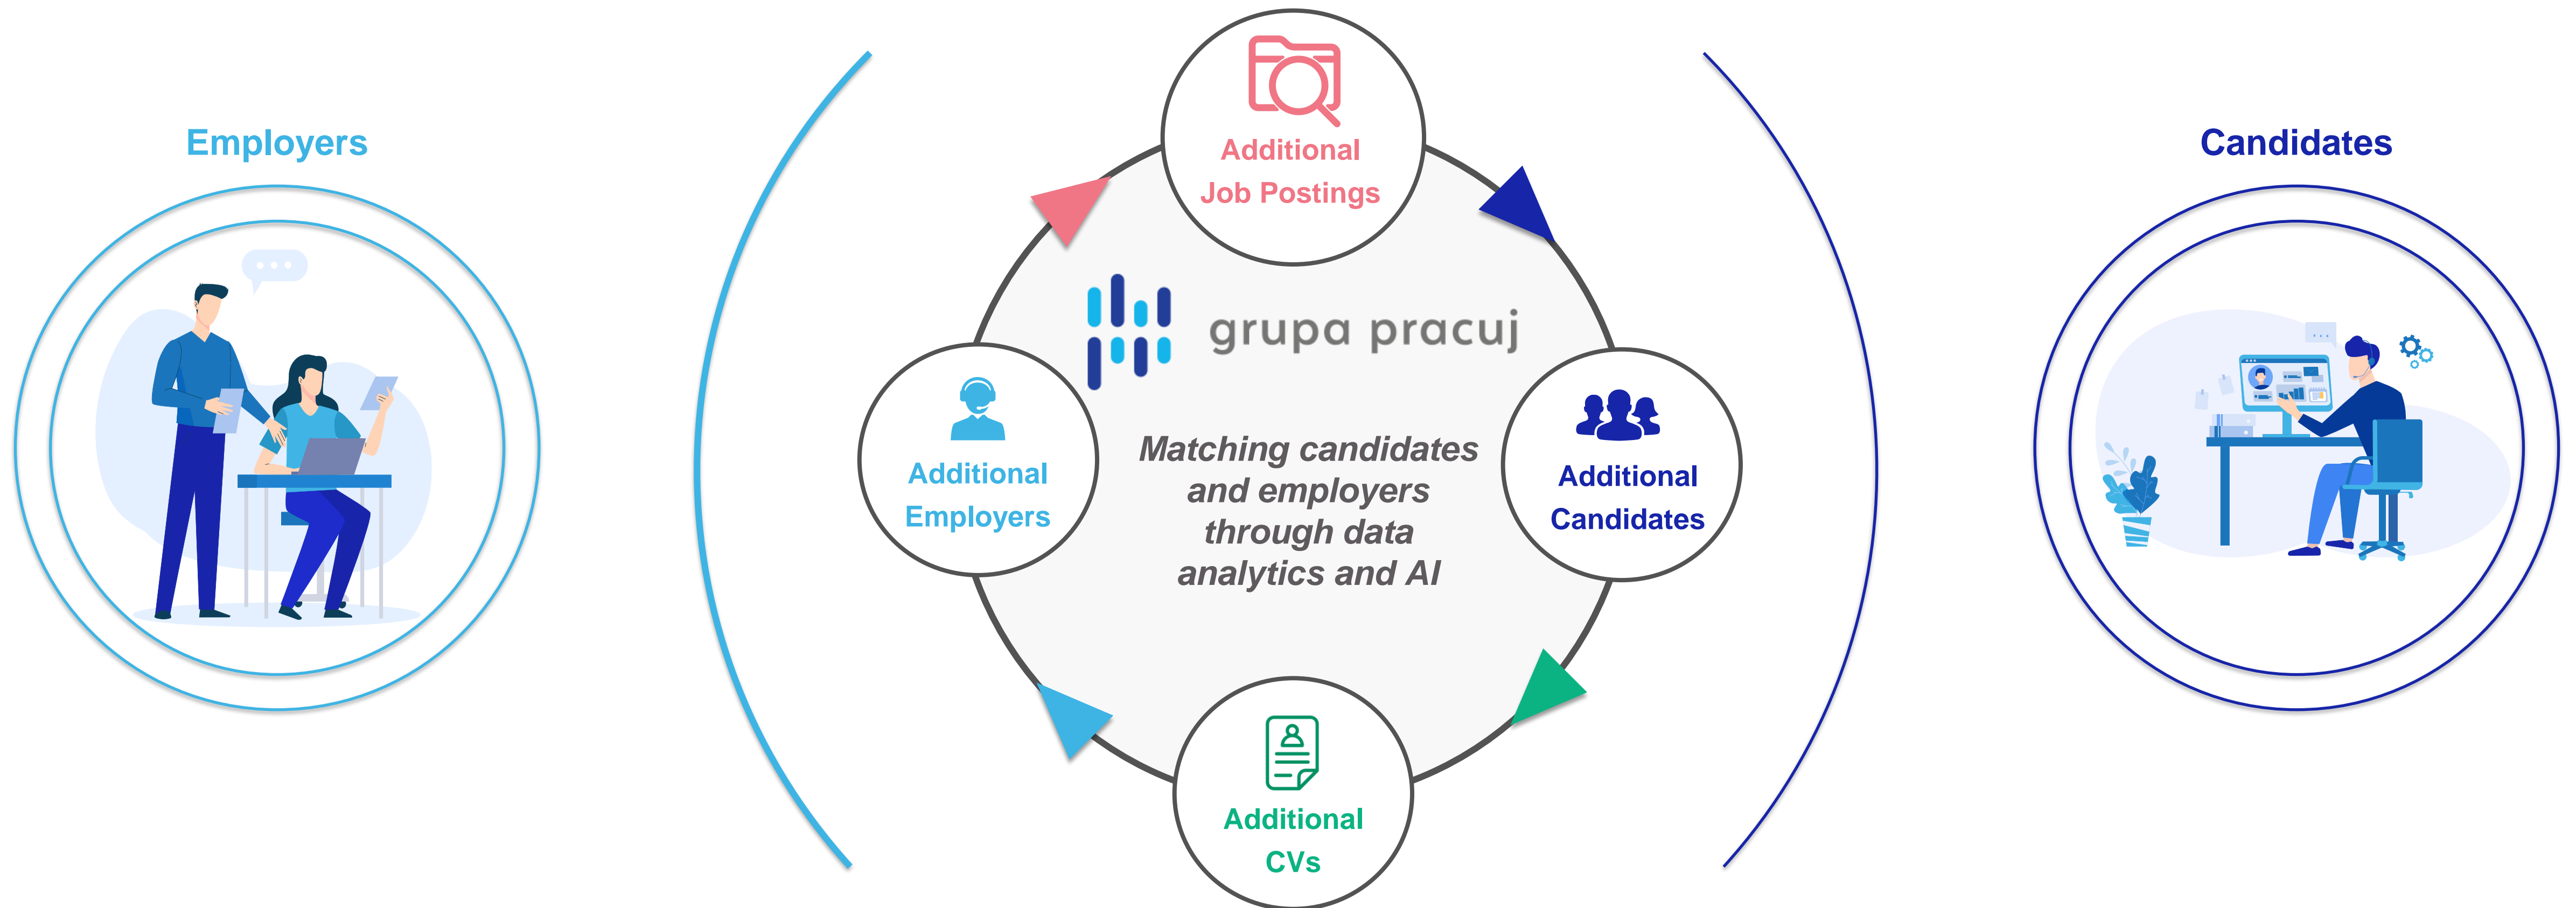 Employers
Additional
Job Postings
Candidates
grupa pracuj
Additional
Employers
Matching candidates
and employers
through data
analytics and AI
Additional
Candidates
Additional
CVs